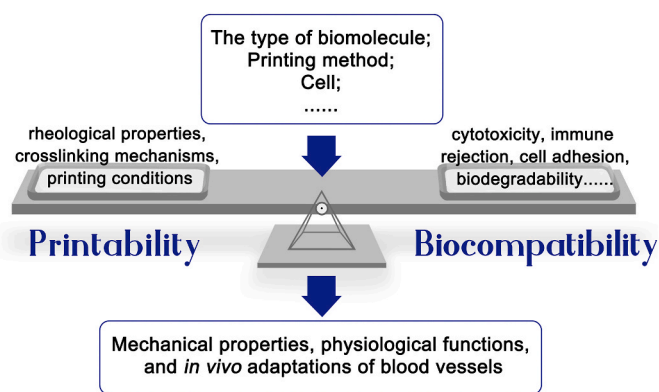 The type of biomolecule;
Printing method;
Cell;
......
rheological properties,
crosslinking mechanisms,
printing conditions
cytotoxicity, immune
rejection, cell adhesion,
biodegradability......
Printability
Biocompatibility
Mechanical properties, physiological functions,
and in vivo adaptations of blood vessels